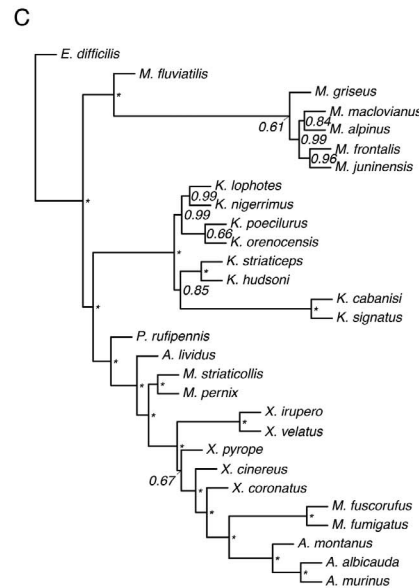 C
E. difficilis
M. fluviatilis
M. griseus
M. maclovianus
0.84
M. alpinus
0.61
0.99
M. frontalis
0.96
M. juninensis
K. lophotes
0.99
K. nigerrimus
0.99
K. poecilurus
0.66
K. orenocensis
K. striaticeps
*
K. hudsoni
0.85
K. cabanisi
*
K. signatus
*
*
*
P. rufipennis
*
A. lividus
*
M. striaticollis
*
M. pernix
*
X. irupero
*
X. velatus
*
X. pyrope
0.67
*
X. cinereus
*
X. coronatus
*
M. fuscorufus
*
M. fumigatus
*
A. montanus
*
A. albicauda
*
A. murinus